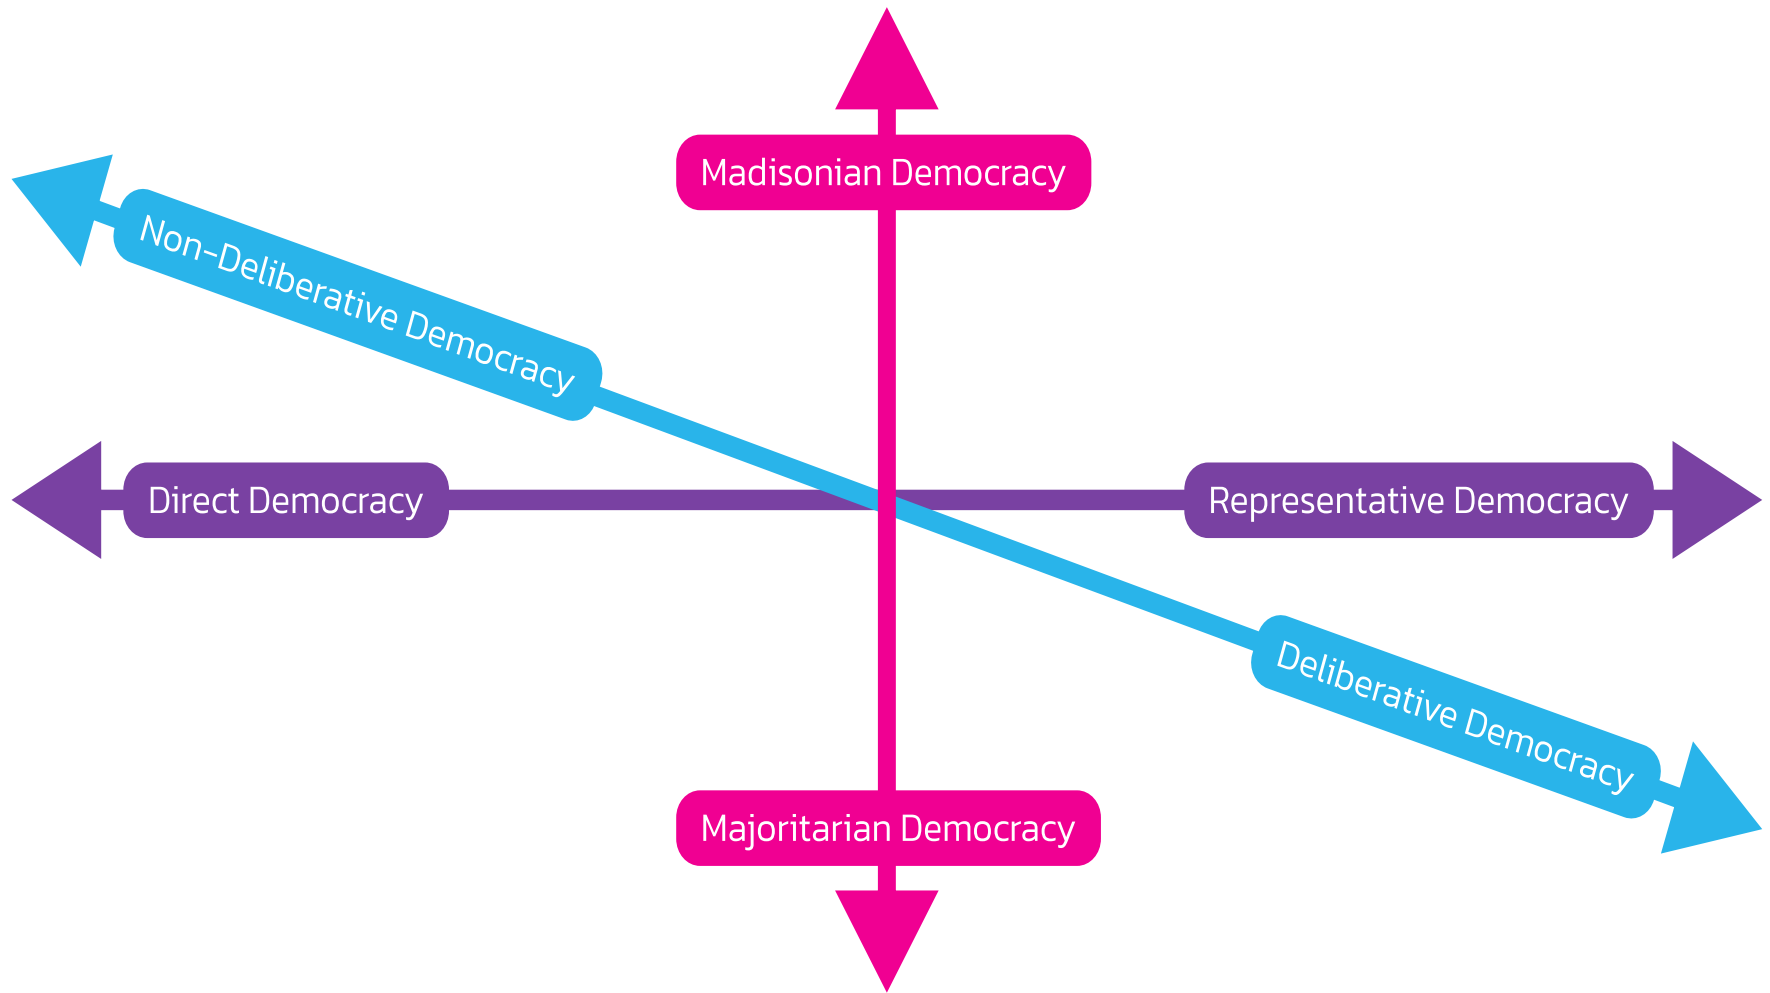 Madisonian Democracy
Non-Deliberative Democracy
Direct Democracy
Representative Democracy
Deliberative Democracy
Majoritarian Democracy